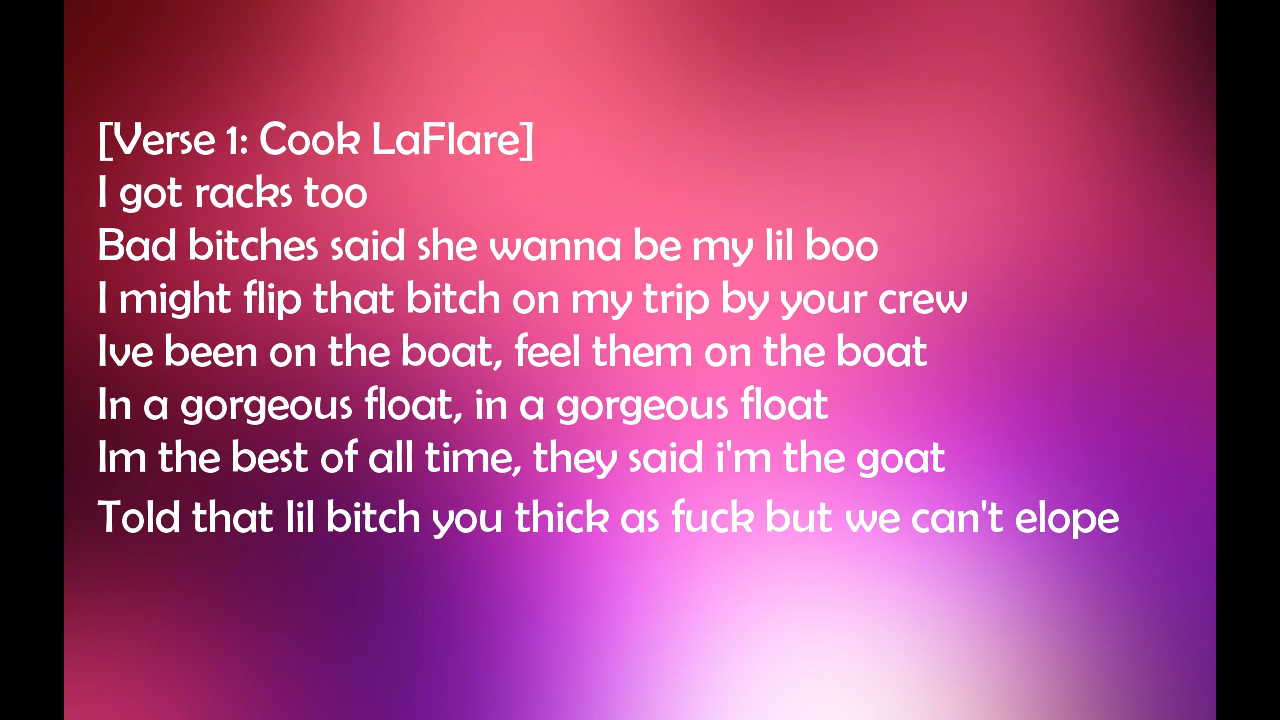 [Verse 1: Cook LaFlare]
I got racks too
Bad bitches said she wanna be my lil boo
I might flip that bitch on my trip by your crew
Ive been on the boat, feel them on the boat
In a gorgeous float, in a gorgeous float
Im the best of all time, they said i'm the goat
Told that lil bitch you thick as fuck but we can't elope